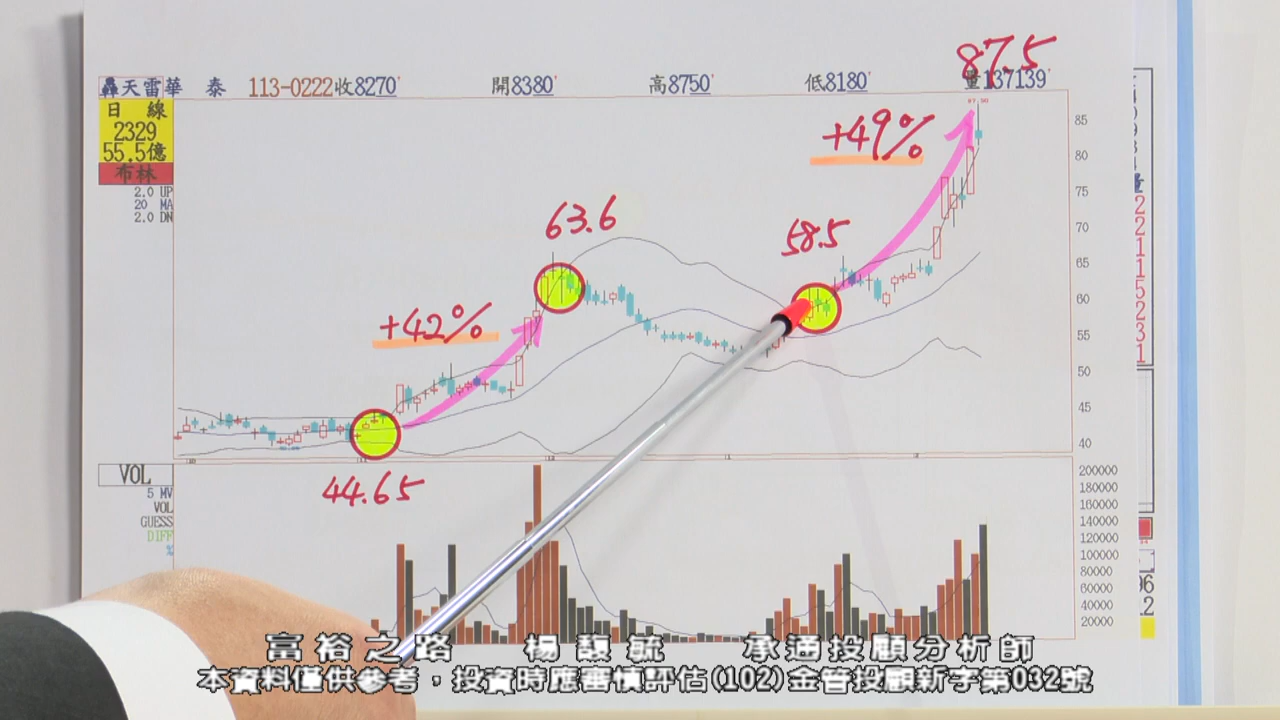 87.5
轟天雷華 泰 113-0222收8270 開8380 高8750 低8180 量137139
日 線
2329
55.5億
布林
2.0 UP
20 MA
2.0 DN
+49%
63.6
58.5
+42%
44.65
85
80
75
70
65
60
55
50
45
40
VOL
5 MV
VOL
GUESS
DIFF
%
200000
180000
160000
140000
120000
100000
80000
60000
40000
20000
富裕之路 楊馥毓 承通投顧分析師
本資料僅供參考，投資時應審慎評估(102)金管投顧新字第032號